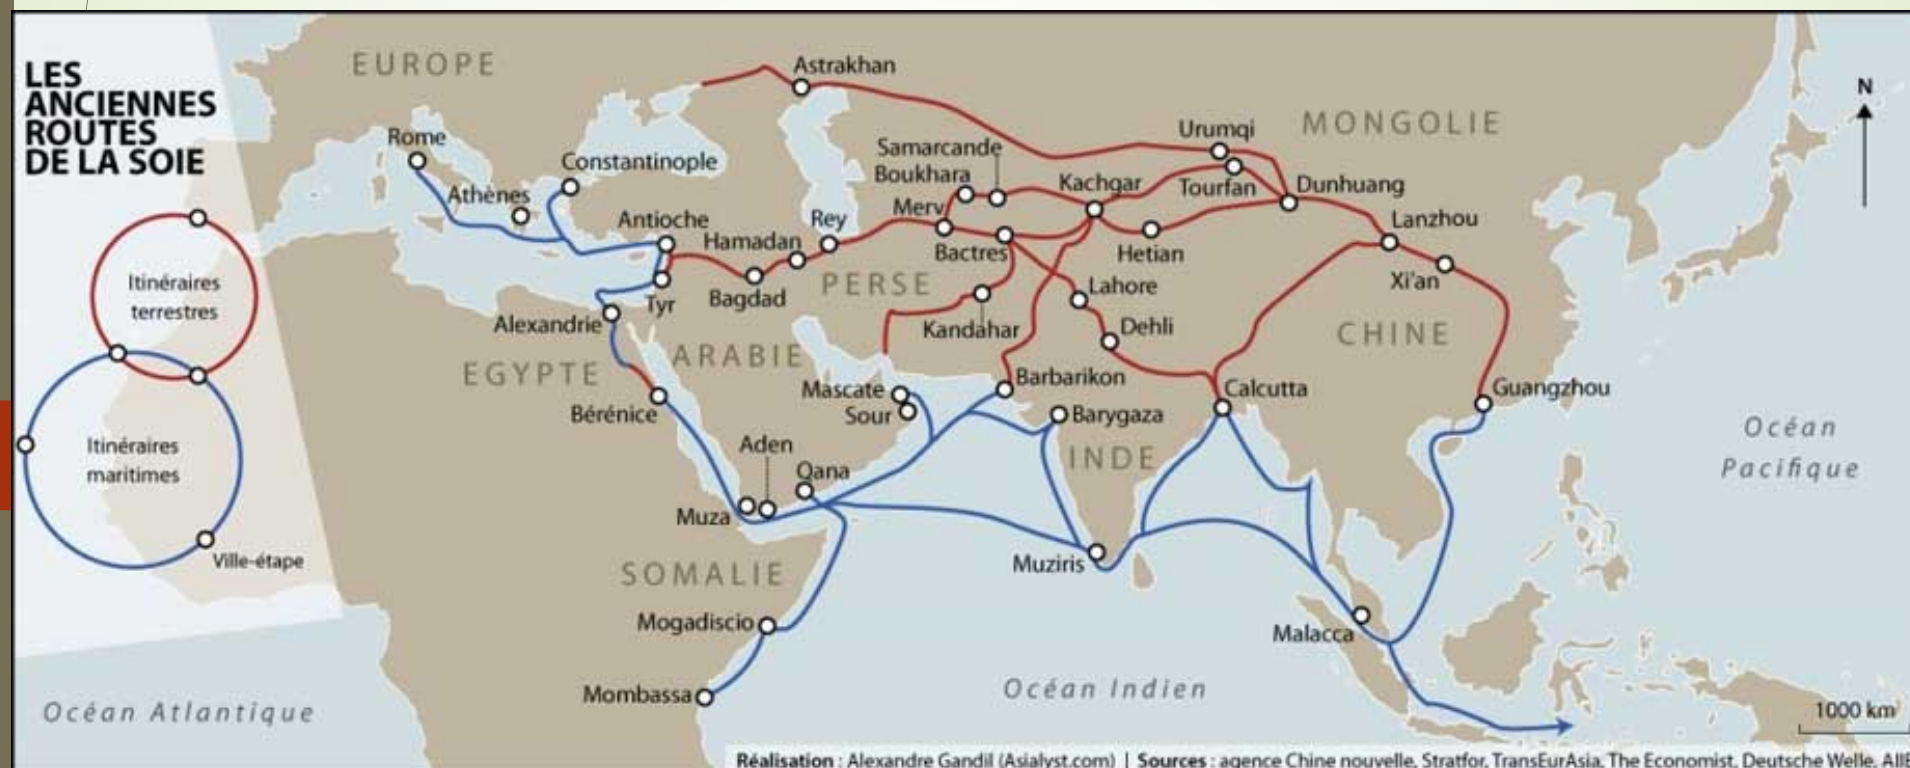 LES
ANCIENNES
ROUTES
DE LA SOIE
Itinéraires
terrestres
Itinéraires
maritimes
Ville-étape
EUROPE
MONGOLIE
PERSE
ARABIE
EGYPTE
CHINE
INDE
SOMALIE
Astrakhan
Rome
Constantinople
Athènes
Antioche
Hamadan
Rey
Merv
Samarcande
Boukhara
Kachgar
Urumqi
Tourfan
Dunhuang
Lanzhou
Xi'an
Hetian
Bactres
Tyr
Bagdad
Alexandrie
Kandahar
Lahore
Dehli
Bérénice
Mascate
Sour
Barbarikon
Barygaza
Calcutta
Guangzhou
Aden
Qana
Muza
Muziris
Mogadiscio
Mombassa
Malacca
Océan
Pacifique
Océan Indien
Océan Atlantique
N
1000 km
Réalisation : Alexandre Gandil (Asialyst.com) | Sources : agence Chine nouvelle, Stratfor, TransEurAsia, The Economist, Deutsche Welle,